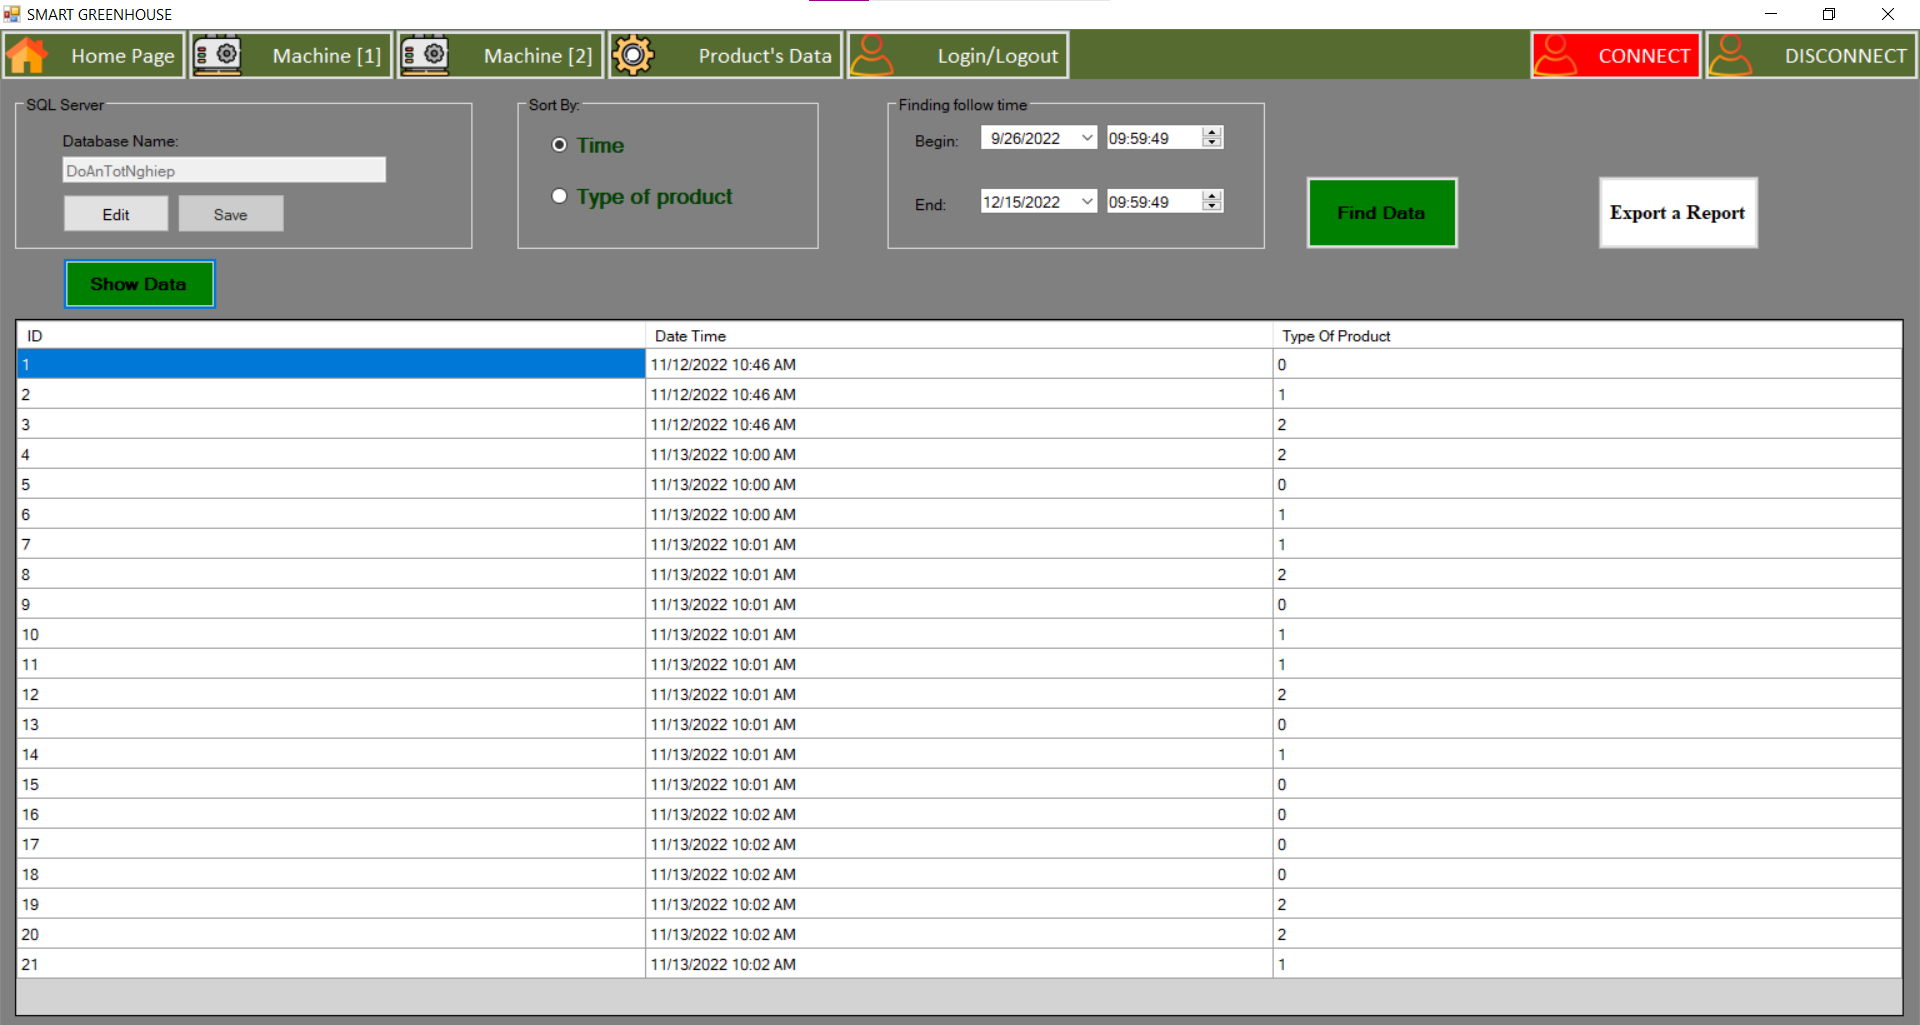 SMART GREENHOUSE
Home Page Machine [1] Machine [2] Product's Data Login/Logout CONNECT DISCONNECT
SQL Server
Database Name:
DoAnTotNghiep
Edit Save
Sort By:
Time
Type of product
Finding follow time
Begin: 9/26/2022 09:59:49
End: 12/15/2022 09:59:49
Find Data
Export a Report
Show Data
ID Date Time Type Of Product
1 11/12/2022 10:46 AM 0
2 11/12/2022 10:46 AM 1
3 11/12/2022 10:46 AM 2
4 11/13/2022 10:00 AM 2
5 11/13/2022 10:00 AM 0
6 11/13/2022 10:00 AM 1
7 11/13/2022 10:01 AM 1
8 11/13/2022 10:01 AM 2
9 11/13/2022 10:01 AM 0
10 11/13/2022 10:01 AM 1
11 11/13/2022 10:01 AM 1
12 11/13/2022 10:01 AM 2
13 11/13/2022 10:01 AM 0
14 11/13/2022 10:01 AM 1
15 11/13/2022 10:01 AM 0
16 11/13/2022 10:02 AM 0
17 11/13/2022 10:02 AM 0
18 11/13/2022 10:02 AM 0
19 11/13/2022 10:02 AM 2
20 11/13/2022 10:02 AM 2
21 11/13/2022 10:02 AM 1